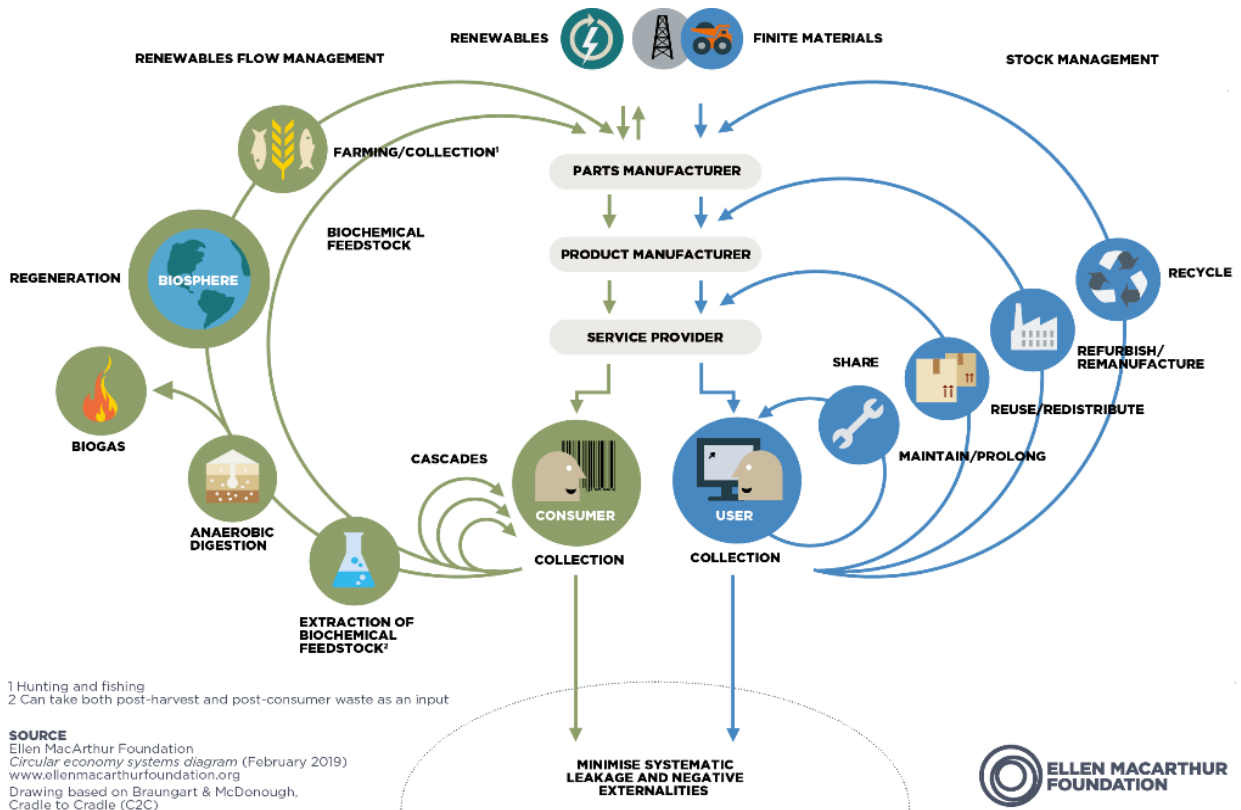 RENEWABLES
FINITE MATERIALS
RENEWABLES FLOW MANAGEMENT
STOCK MANAGEMENT
FARMING/COLLECTION¹
PARTS MANUFACTURER
BIOCHEMICAL
FEEDSTOCK
PRODUCT MANUFACTURER
REGENERATION
BIOSPHERE
RECYCLE
SERVICE PROVIDER
SHARE
REFURBISH/
REMANUFACTURE
REUSE/REDISTRIBUTE
BIOGAS
CASCADES
MAINTAIN/PROLONG
CONSUMER
USER
ANAEROBIC
DIGESTION
COLLECTION
COLLECTION
EXTRACTION OF
BIOCHEMICAL
FEEDSTOCK²
1 Hunting and fishing
2 Can take both post-harvest and post-consumer waste as an input
SOURCE
Ellen MacArthur Foundation
Circular economy systems diagram (February 2019)
www.ellenmacarthurfoundation.org
Drawing based on Braungart & McDonough,
Cradle to Cradle (C2C)
MINIMISE SYSTEMATIC
LEAKAGE AND NEGATIVE
EXTERNALITIES
ELLEN MACARTHUR
FOUNDATION